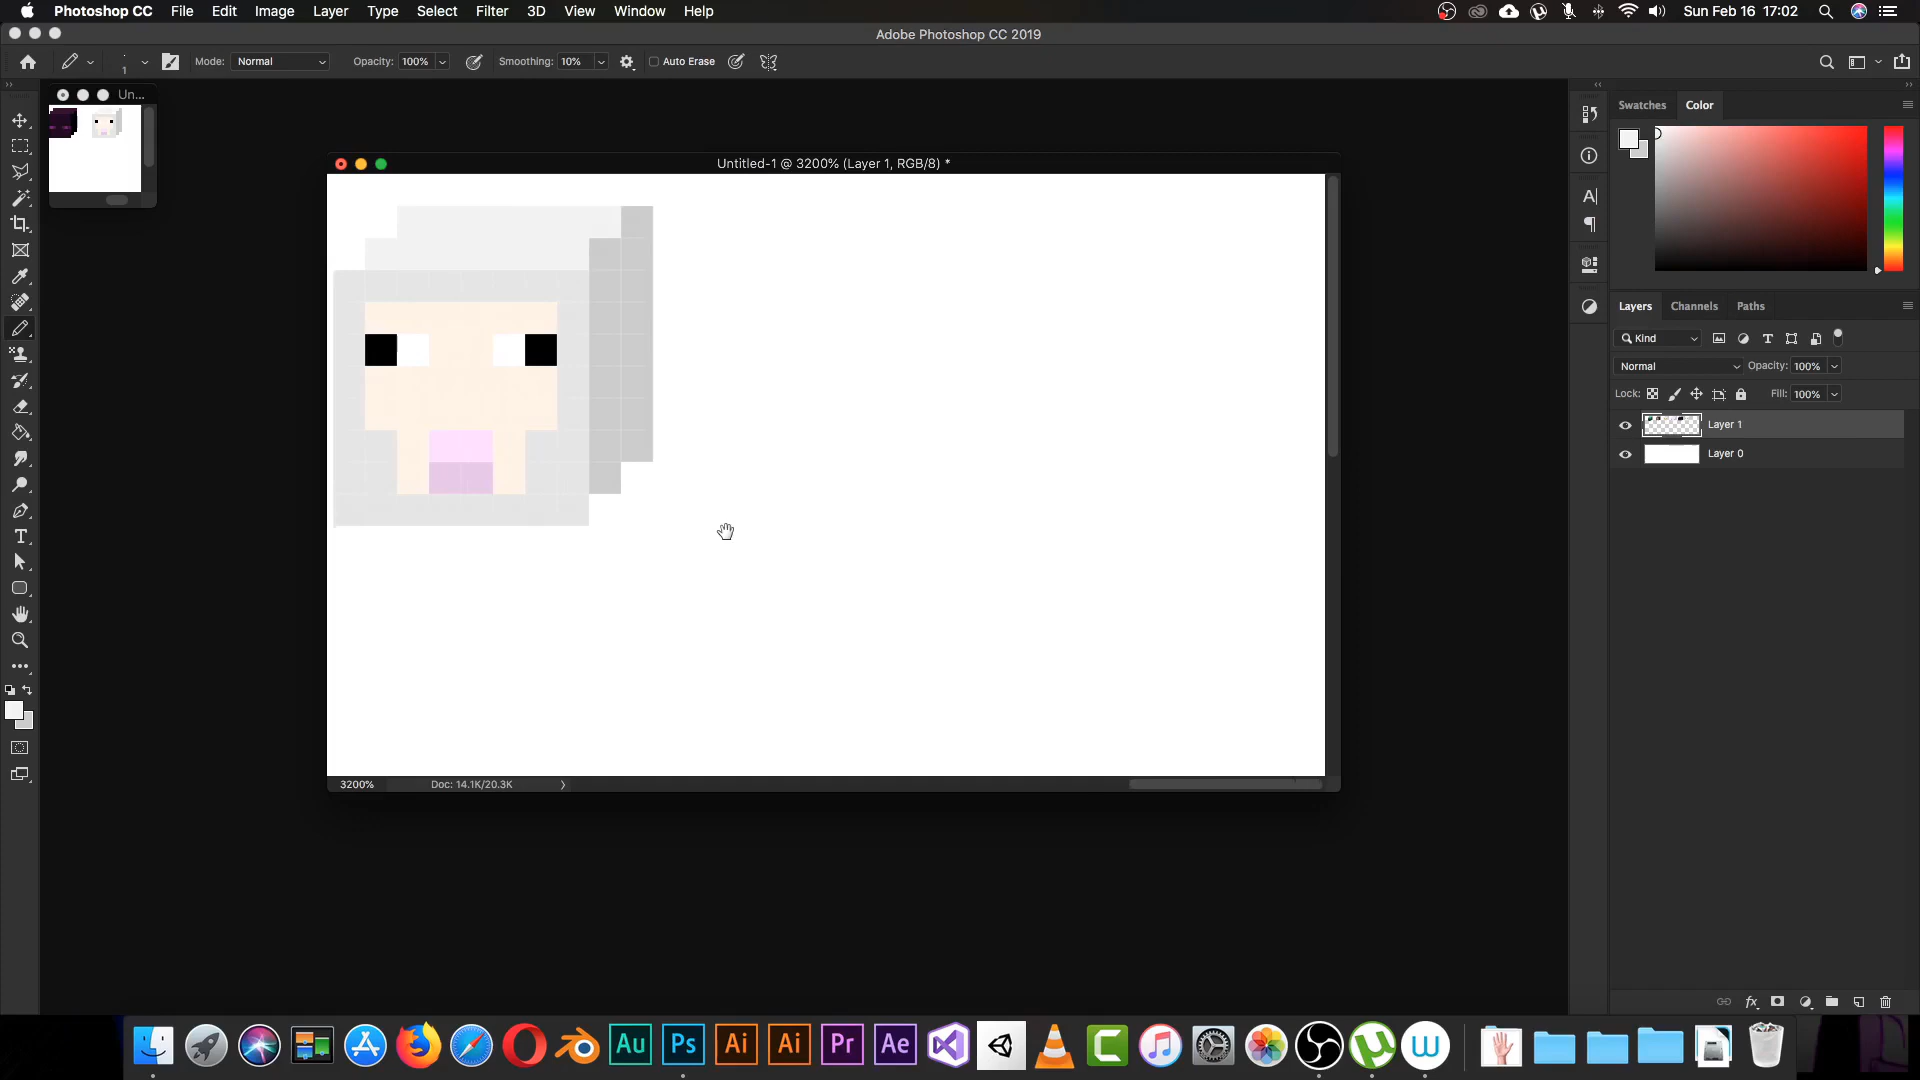 Photoshop CC File Edit Image Layer Type Select Filter 3D View Window Help
Sun Feb 16 17:02
Adobe Photoshop CC 2019
1
Mode: Normal
Opacity: 100%
Smoothing: 10%
Auto Erase
Un...
Untitled-1 @ 3200% (Layer 1, RGB/8) *
3200%
Doc: 14.1K/20.3K
Swatches Color
Layers Channels Paths
Kind
Normal Opacity: 100%
Lock: Fill: 100%
Layer 1
Layer 0
Au Ps Ai Ai Pr Ae